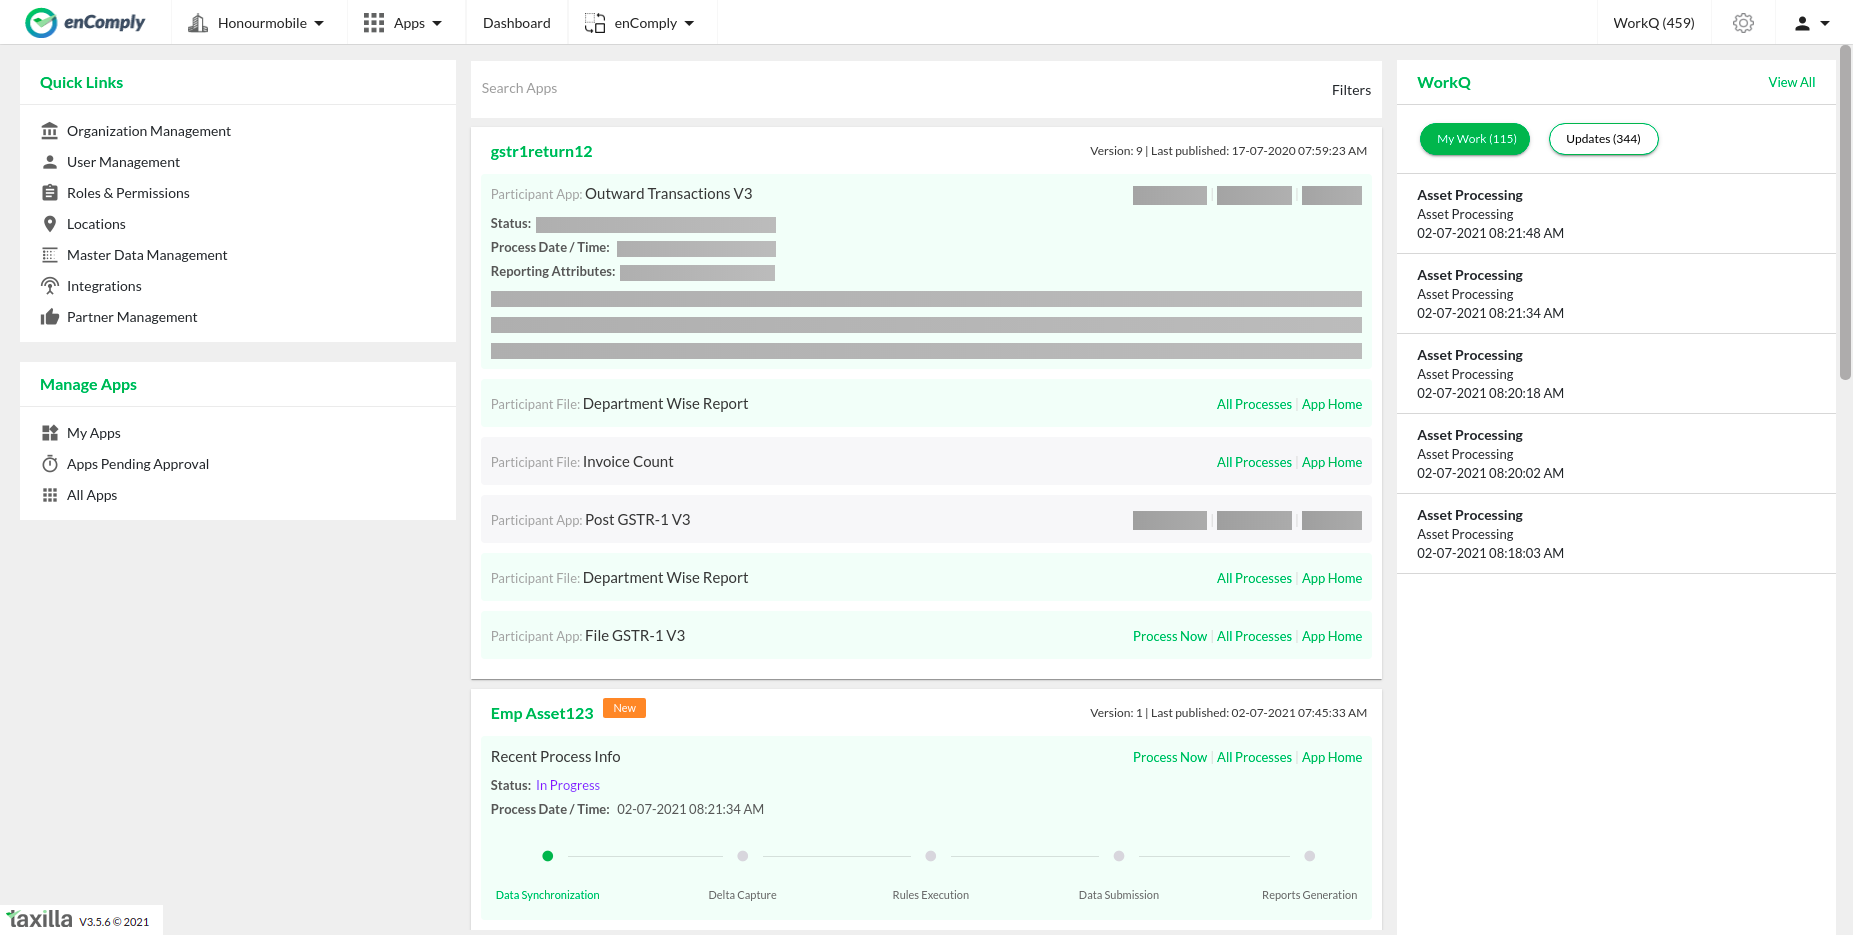 enComply
Honourmobile
Apps
Dashboard
enComply
WorkQ (459)
Quick Links
Organization Management
User Management
Roles & Permissions
Locations
Master Data Management
Integrations
Partner Management
Manage Apps
My Apps
Apps Pending Approval
All Apps
Search Apps
Filters
gstr1return12
Version: 9 | Last published: 17-07-2020 07:59:23 AM
Participant App: Outward Transactions V3
Status:
Process Date / Time:
Reporting Attributes:
Participant File: Department Wise Report
All Processes | App Home
Participant File: Invoice Count
All Processes | App Home
Participant App: Post GSTR-1 V3
Participant File: Department Wise Report
All Processes | App Home
Participant App: File GSTR-1 V3
Process Now | All Processes | App Home
Emp Asset123
New
Version: 1 | Last published: 02-07-2021 07:45:33 AM
Recent Process Info
Process Now | All Processes | App Home
Status: In Progress
Process Date / Time: 02-07-2021 08:21:34 AM
Data Synchronization
Delta Capture
Rules Execution
Data Submission
Reports Generation
WorkQ
View All
My Work (115)
Updates (344)
Asset Processing
Asset Processing
02-07-2021 08:21:48 AM
Asset Processing
Asset Processing
02-07-2021 08:21:34 AM
Asset Processing
Asset Processing
02-07-2021 08:20:18 AM
Asset Processing
Asset Processing
02-07-2021 08:20:02 AM
Asset Processing
Asset Processing
02-07-2021 08:18:03 AM
taxilla V3.5.6 © 2021